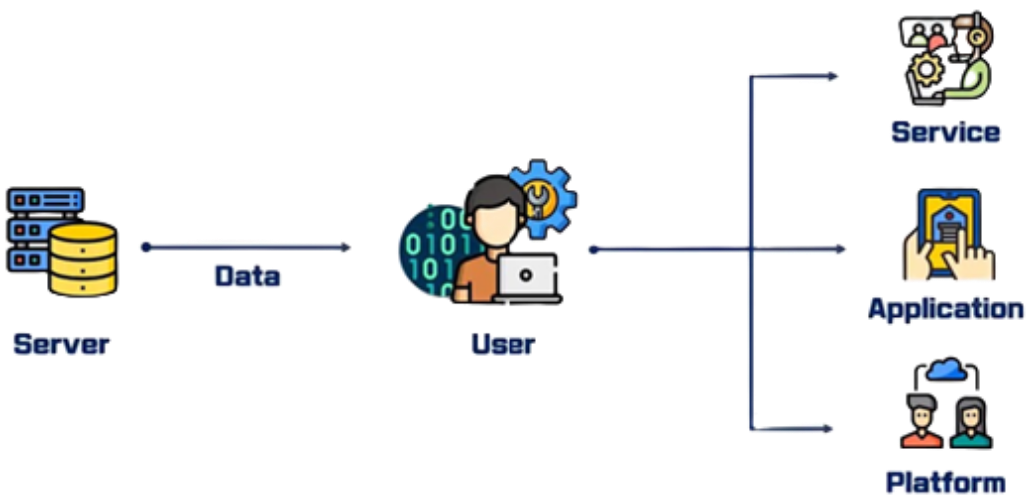 Service
Data
Server
User
Application
Platform